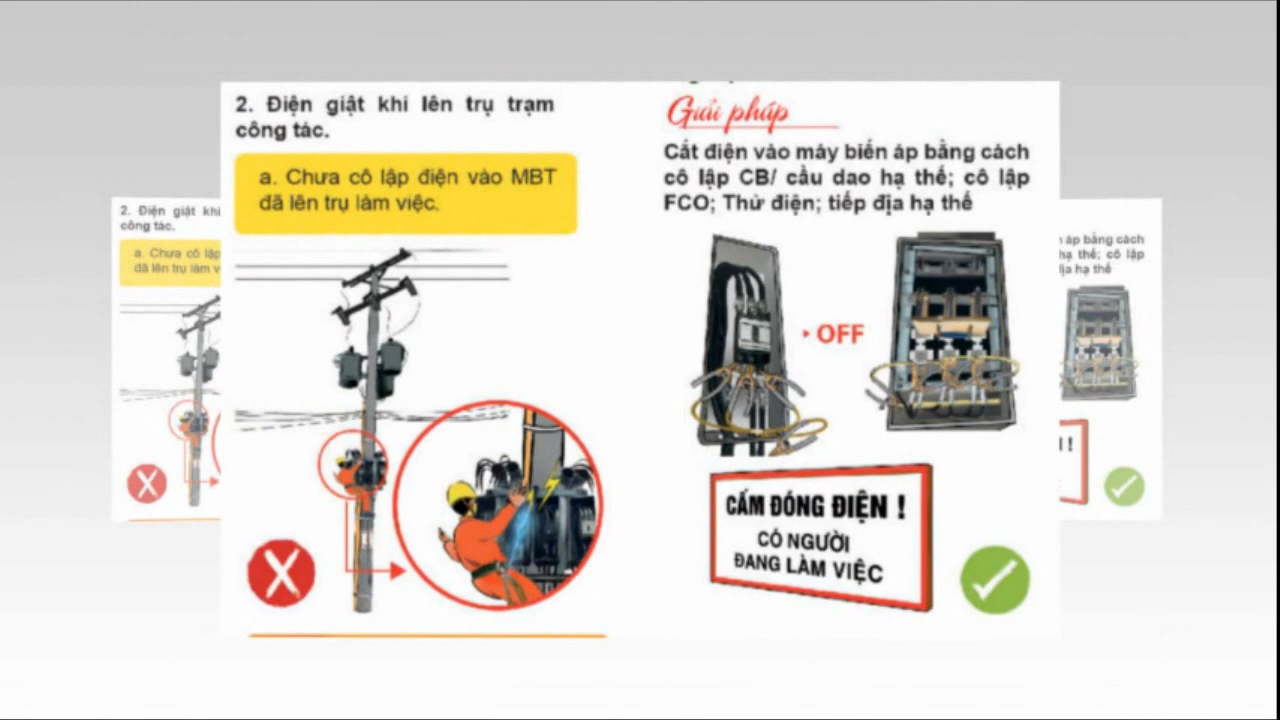 2. Điện giật khi lên trụ trạm
công tác.
a. Chưa cô lập điện vào MBT
đã lên trụ làm việc.
Giải pháp
Cắt điện vào máy biến áp bằng cách
cô lập CB/ cầu dao hạ thế; cô lập
FCO; Thử điện; tiếp địa hạ thế
OFF
CẤM ĐÓNG ĐIỆN !
CÓ NGƯỜI
ĐANG LÀM VIỆC
2. Điện giật khi
công tác.
a. Chưa cô lập
đã lên trụ làm v
áp bằng cách
hạ thế; cô lập
địa hạ thế